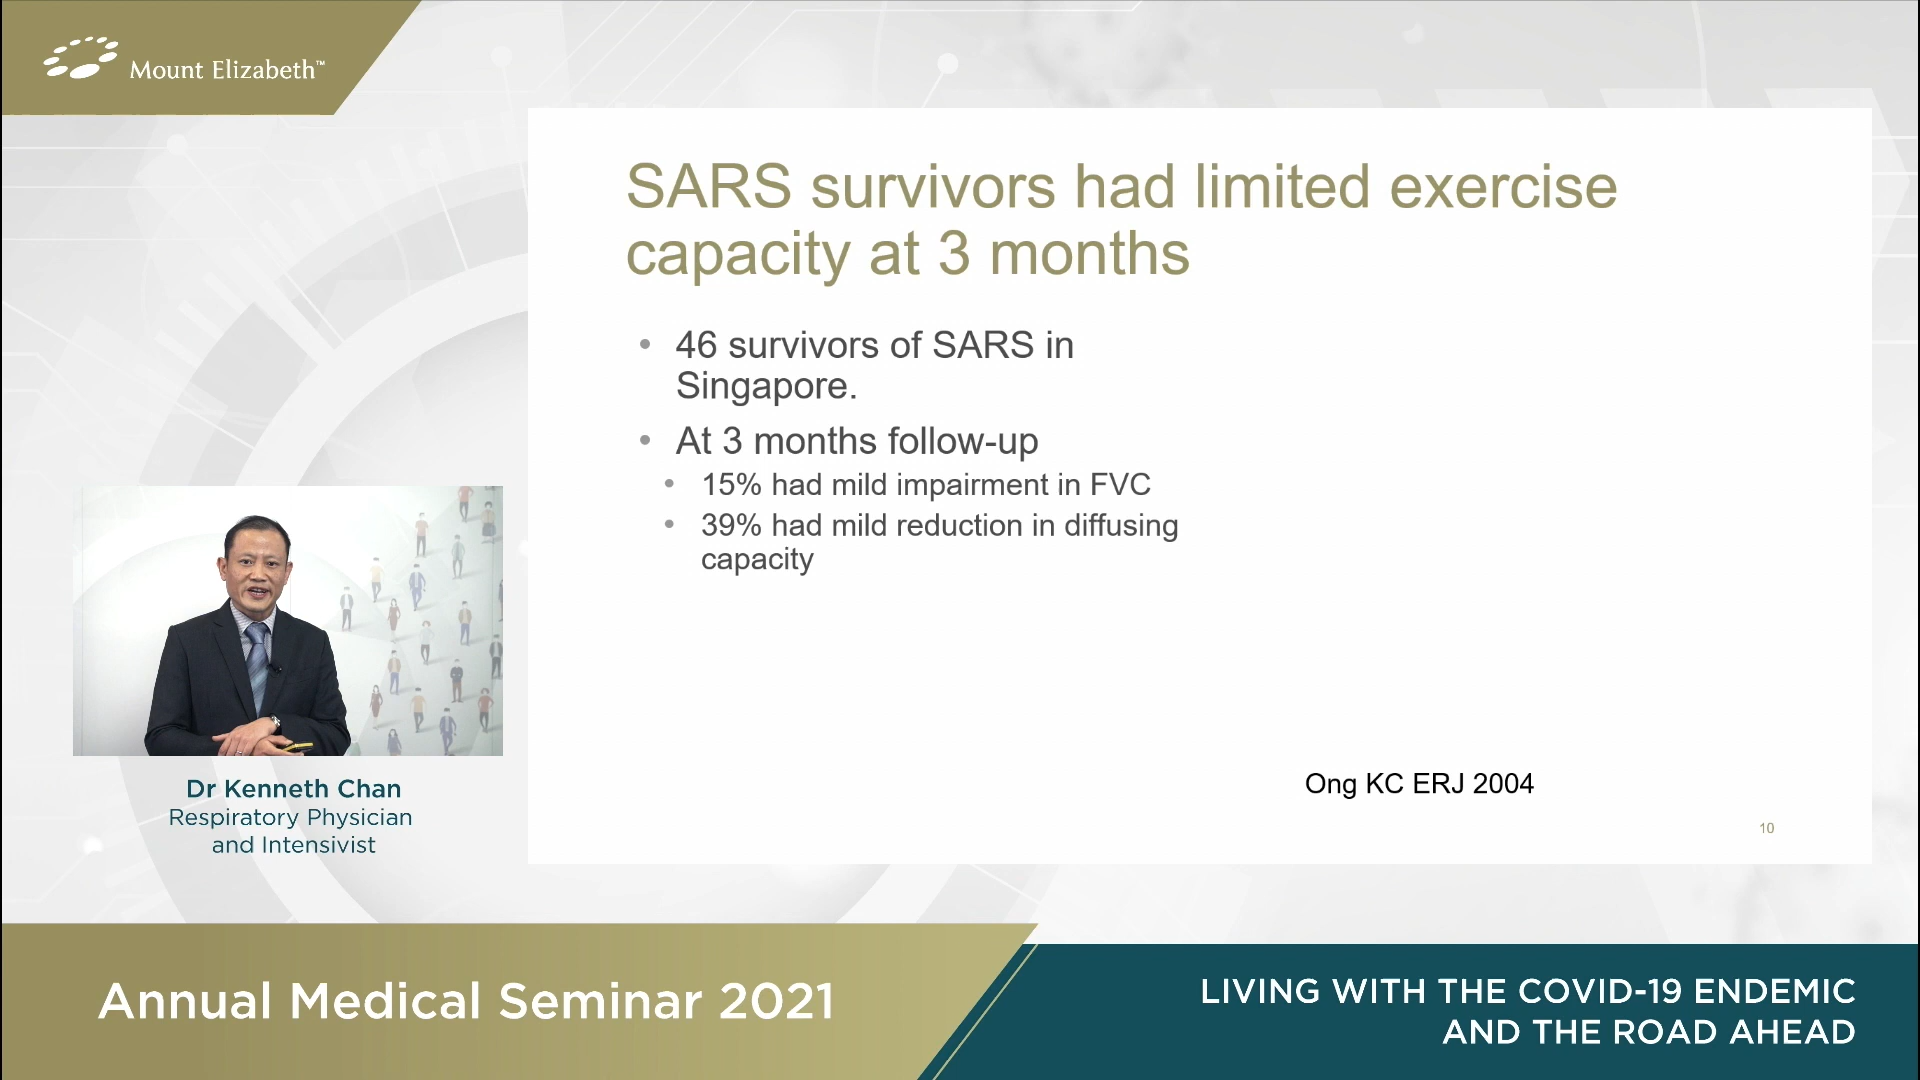 Mount Elizabeth™
SARS survivors had limited exercise
capacity at 3 months
• 46 survivors of SARS in
Singapore.
• At 3 months follow-up
• 15% had mild impairment in FVC
• 39% had mild reduction in diffusing
capacity
Ong KC ERJ 2004
10
Dr Kenneth Chan
Respiratory Physician
and Intensivist
Annual Medical Seminar 2021
LIVING WITH THE COVID-19 ENDEMIC
AND THE ROAD AHEAD